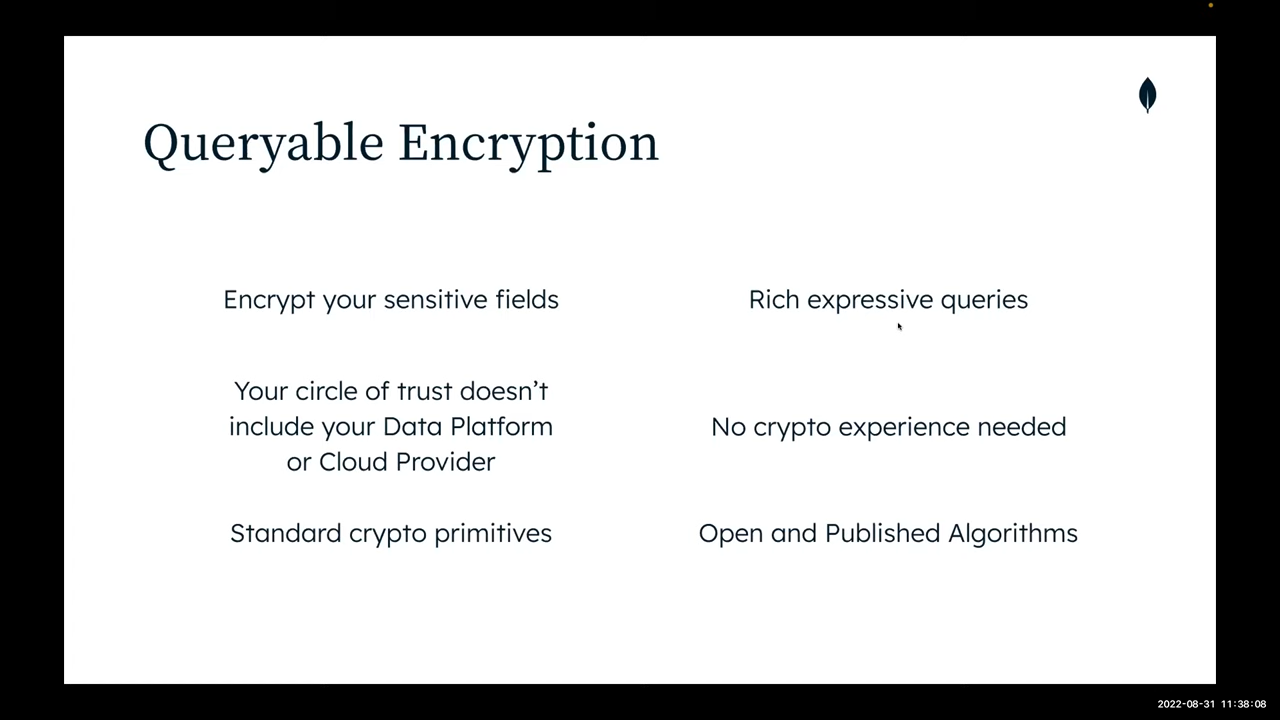 Queryable Encryption
Encrypt your sensitive fields
Rich expressive queries
Your circle of trust doesn’t
include your Data Platform
or Cloud Provider
No crypto experience needed
Standard crypto primitives
Open and Published Algorithms
2022-08-31 11:38:08